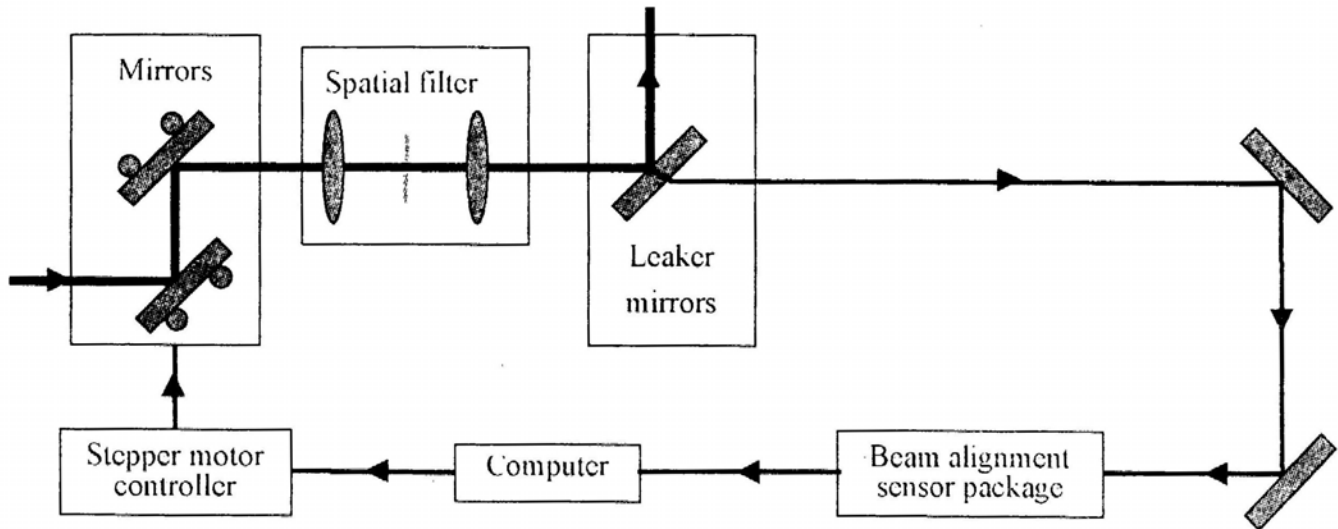 Mirrors
Spatial filter
Leaker
mirrors
Stepper motor
controller
Computer
Beam alignment
sensor package